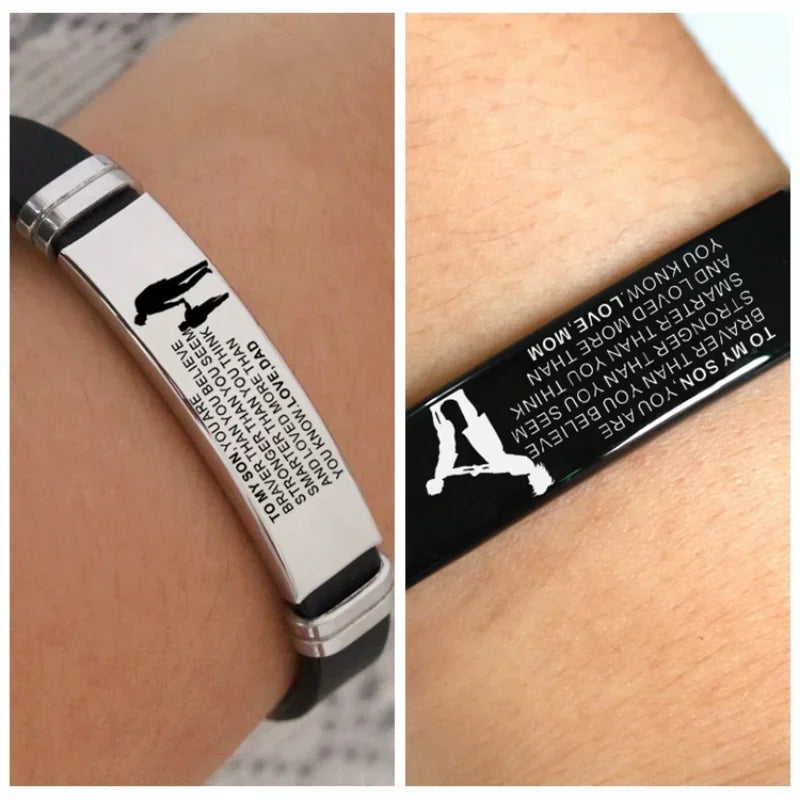 TO MY SON, YOU ARE
BRAVER THAN YOU BELIEVE
STRONGER THAN YOU SEEM
SMARTER THAN YOU THINK
AND LOVED MORE THAN
YOU KNOW. LOVE, DAD
TO MY SON, YOU ARE
BRAVER THAN YOU BELIEVE
STRONGER THAN YOU SEEM
SMARTER THAN YOU THINK
AND LOVED MORE THAN
YOU KNOW. LOVE, MOM